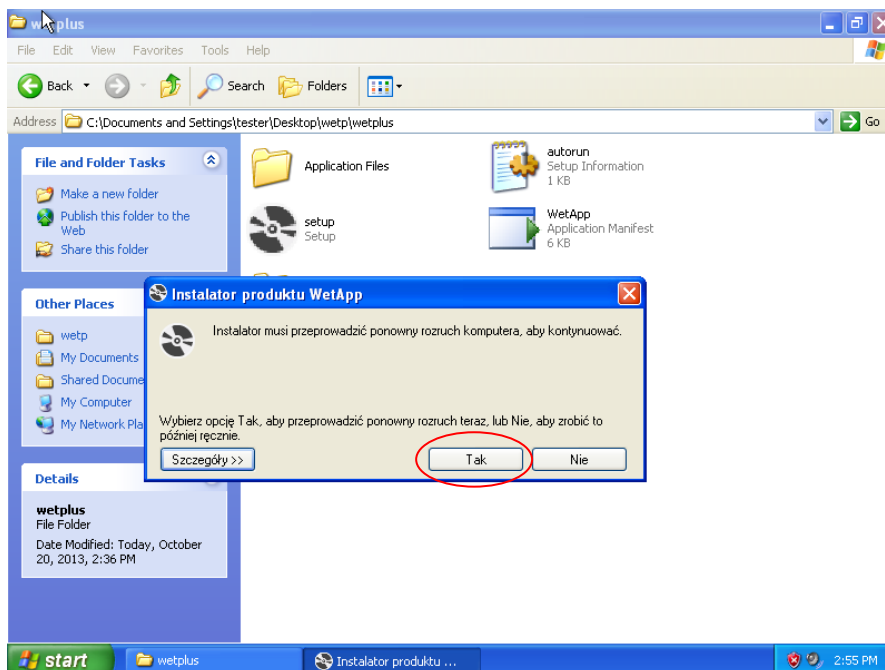 wetplus
File Edit View Favorites Tools Help
Back Search Folders
Address C:\Documents and Settings\tester\Desktop\wetp\wetplus Go
File and Folder Tasks
Make a new folder
Publish this folder to the
Web
Share this folder
Application Files
autorun
Setup Information
1 KB
setup
Setup
WetApp
Application Manifest
6 KB
Other Places
wetp
My Documents
Shared Docume
My Computer
My Network Pla
Instalator produktu WetApp
Instalator musi przeprowadzić ponowny rozruch komputera, aby kontynuować.
Wybierz opcję Tak, aby przeprowadzić ponowny rozruch teraz, lub Nie, aby zrobić to
później ręcznie.
Szczegóły >> Tak Nie
Details
wetplus
File Folder
Date Modified: Today, October
20, 2013, 2:36 PM
start wetplus Instalator produktu ... 2:55 PM